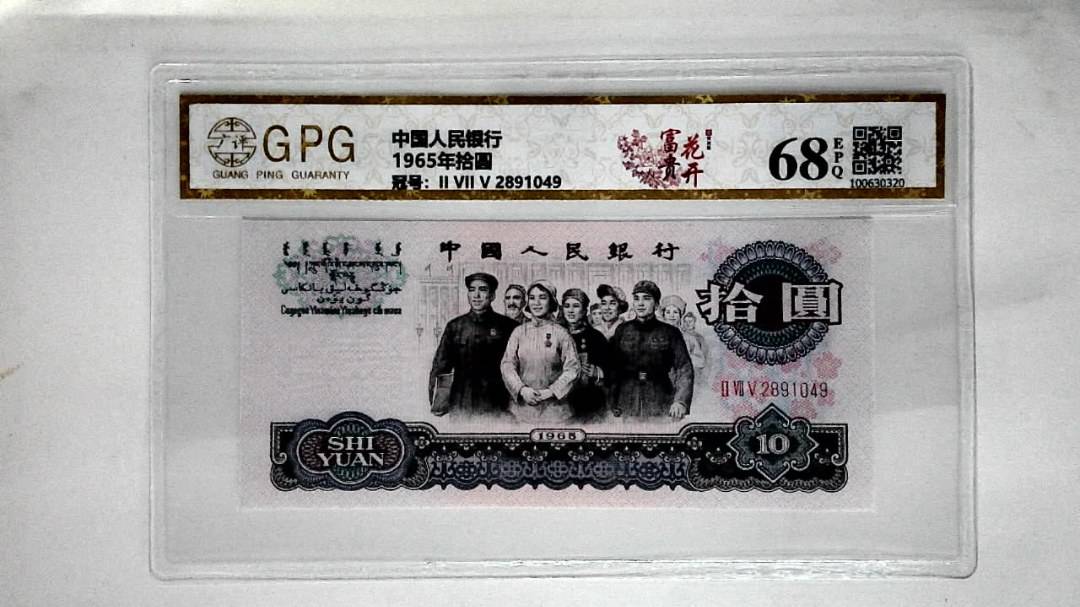 GPG
广评
GUANG PING GUARANTY
中国人民银行
1965年拾圆
冠号：II VII V 2891049
富贵
花开
68
EPQ
100630320
中國人民銀行
拾圓
II VII V 2891049
1965
SHI
YUAN
10